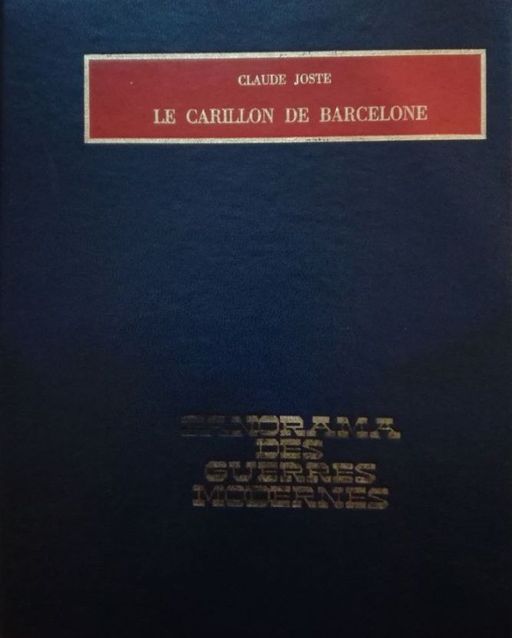 CLAUDE JOSTE
LE CARILLON DE BARCELONE
PANORAMA
DES
GUERRES
MODERNES